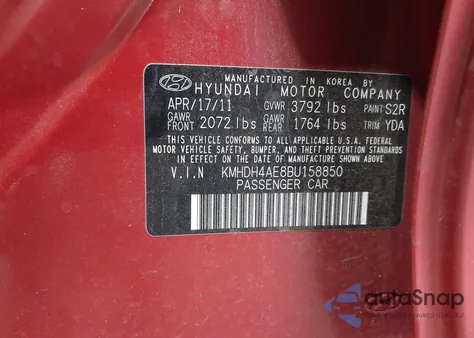 MANUFACTURED IN KOREA BY
HYUNDAI MOTOR COMPANY
APR/17/11 GVWR 3792 lbs PAINT S2R
GAWR FRONT 2072 lbs GAWR REAR 1764 lbs TRIM YDA
THIS VEHICLE CONFORMS TO ALL APPLICABLE U.S. FEDERAL
MOTOR VEHICLE SAFETY, BUMPER, AND THEFT PREVENTION
STANDARDS IN EFFECT ON THE DATE OF MANUFACTURE
SHOWN ABOVE.
V.I.N KMHDH4AE8BU158850
PASSENGER CAR
autoSnap